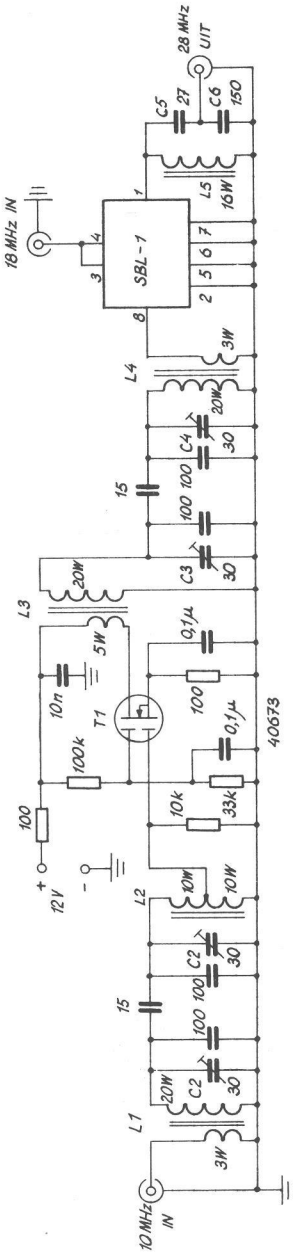 10 MHz
IN
L1
3W
20W
C2
30
100
15
100
C2
30
L2
10W
10W
12V
+
-
100
100k
10n
10k
33k
0,1µ
T1
40673
100
0,1µ
L3
5W
20W
C3
30
100
15
100
C4
30
L4
20W
3W
18 MHz IN
SBL-1
8
3
4
1
2
5
6
7
L5
16W
C5
27
C6
150
28 MHz
UIT